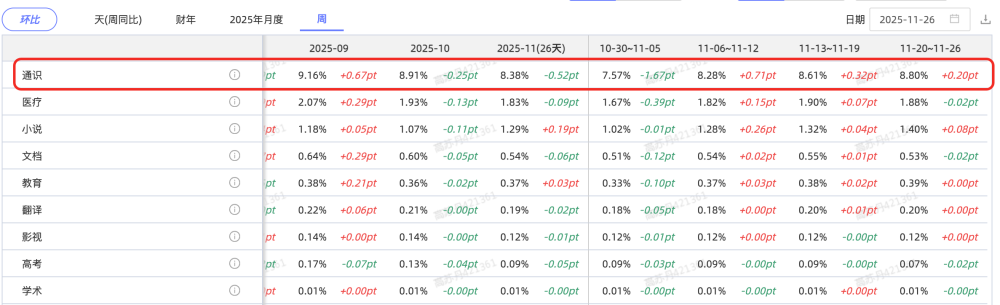 环比 天(周同比) 财年 2025年月度 周 日期 2025-11-26
2025-09 2025-10 2025-11(26天) 10-30~11-05 11-06~11-12 11-13~11-19 11-20~11-26
通识 pt 9.16% +0.67pt 8.91% -0.25pt 8.38% -0.52pt 7.57% -1.67pt 8.28% +0.71pt 8.61% +0.32pt 8.80% +0.20pt
医疗 pt 2.07% +0.29pt 1.93% -0.13pt 1.83% -0.09pt 1.67% -0.39pt 1.82% +0.15pt 1.90% +0.07pt 1.88% -0.02pt
小说 pt 1.18% +0.05pt 1.07% -0.11pt 1.29% +0.19pt 1.02% -0.01pt 1.28% +0.26pt 1.32% +0.04pt 1.40% +0.08pt
文档 pt 0.64% +0.29pt 0.60% -0.05pt 0.54% -0.06pt 0.51% -0.12pt 0.54% +0.02pt 0.55% +0.01pt 0.53% -0.02pt
教育 pt 0.38% +0.21pt 0.36% -0.02pt 0.37% +0.03pt 0.33% -0.10pt 0.37% +0.03pt 0.38% +0.02pt 0.39% +0.00pt
翻译 pt 0.22% +0.06pt 0.21% -0.00pt 0.19% -0.02pt 0.18% -0.05pt 0.18% +0.00pt 0.20% +0.01pt 0.20% +0.00pt
影视 pt 0.14% +0.00pt 0.14% -0.00pt 0.12% -0.01pt 0.12% -0.01pt 0.12% +0.00pt 0.12% -0.00pt 0.12% +0.00pt
高考 pt 0.17% -0.07pt 0.13% -0.04pt 0.09% -0.05pt 0.09% -0.03pt 0.09% -0.00pt 0.09% -0.00pt 0.07% -0.02pt
学术 pt 0.01% +0.00pt 0.01% -0.00pt 0.01% -0.00pt 0.01% -0.00pt 0.01% -0.00pt 0.01% +0.00pt 0.01% -0.00pt